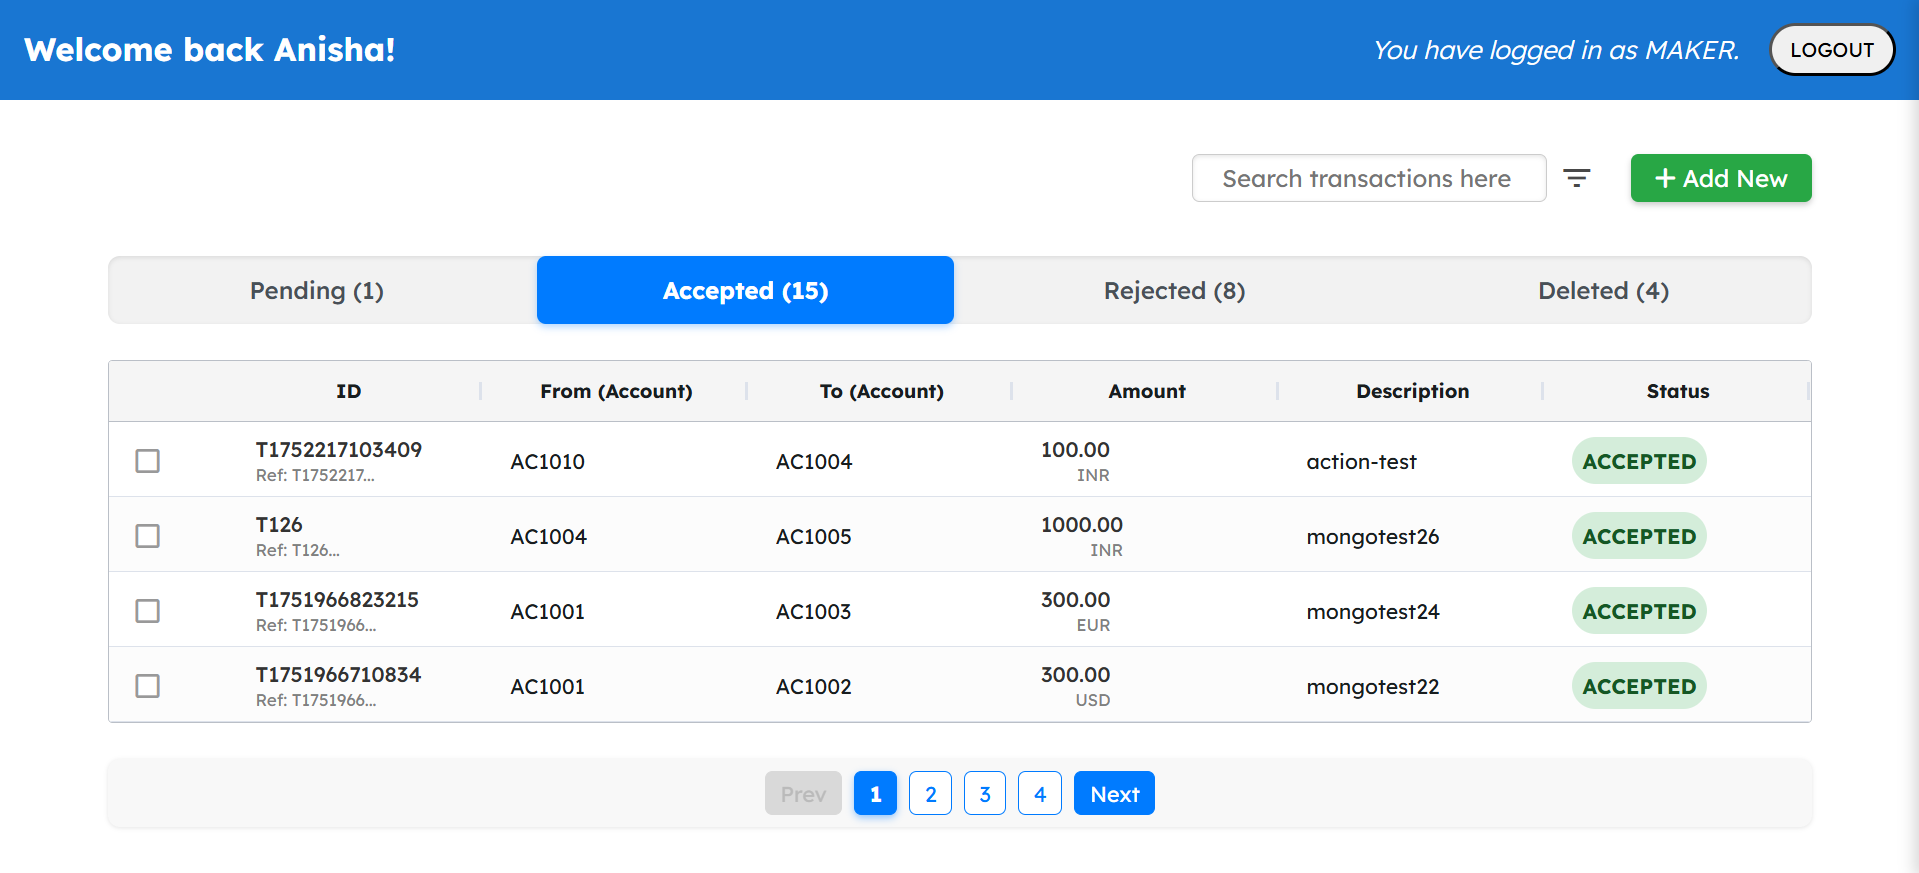 Welcome back Anisha!
You have logged in as MAKER.
LOGOUT
Search transactions here
+ Add New
Pending (1)
Accepted (15)
Rejected (8)
Deleted (4)
ID From (Account) To (Account) Amount Description Status
T1752217103409 AC1010 AC1004 100.00 action-test ACCEPTED
Ref: T1752217... INR
T126 AC1004 AC1005 1000.00 mongotest26 ACCEPTED
Ref: T126... INR
T1751966823215 AC1001 AC1003 300.00 mongotest24 ACCEPTED
Ref: T1751966... EUR
T1751966710834 AC1001 AC1002 300.00 mongotest22 ACCEPTED
Ref: T1751966... USD
Prev 1 2 3 4 Next